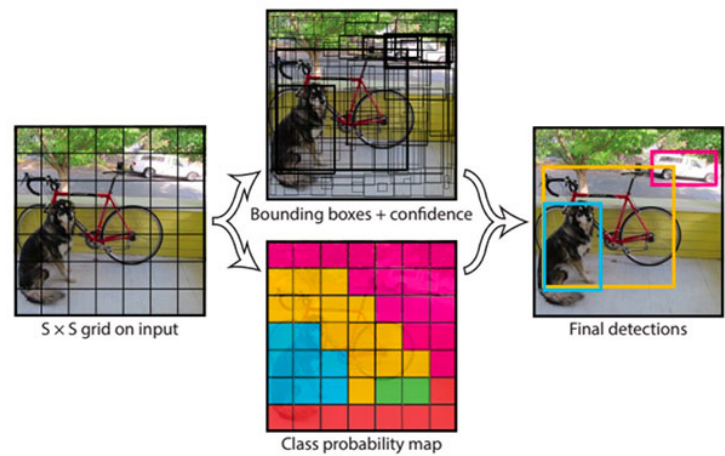 Bounding boxes + confidence
S × S grid on input
Final detections
Class probability map